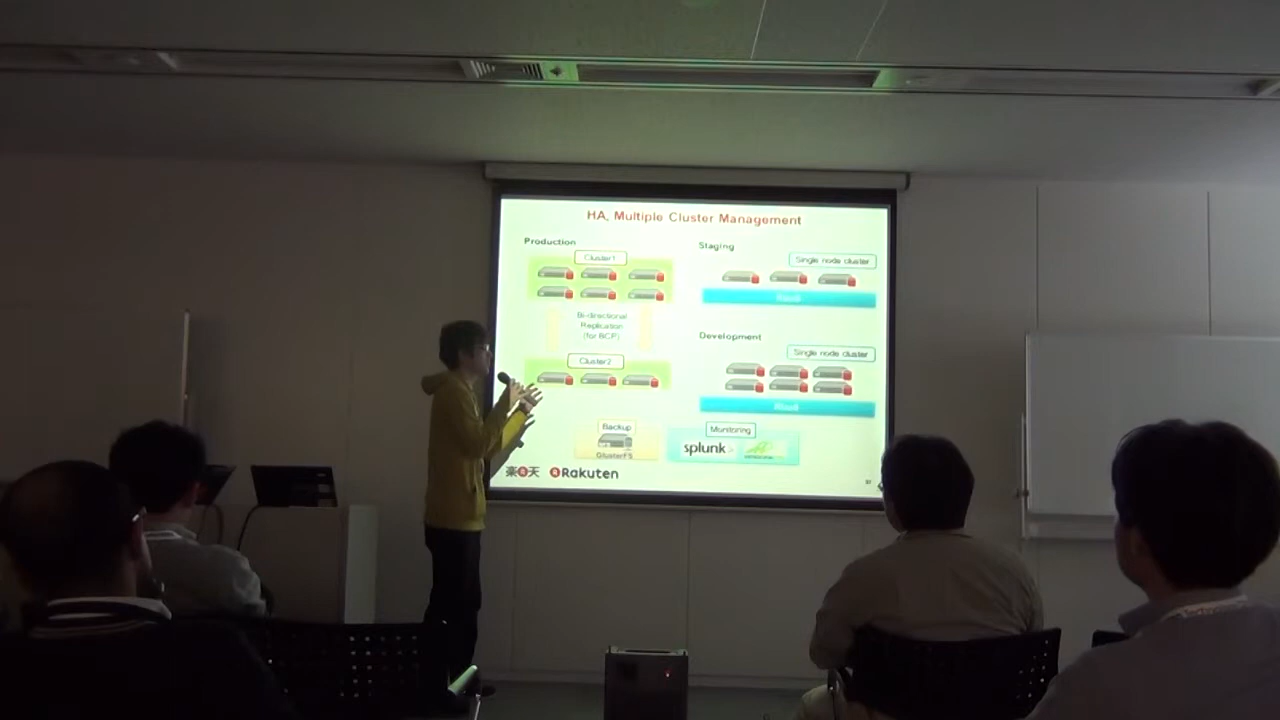 HA, Multiple Cluster Management
Production
Cluster1
Bi-directional
Replication
(for BCP)
Cluster2
Backup
GlusterFS
Staging
Single node cluster
Development
Single node cluster
Monitoring
splunk>
楽天 Rakuten